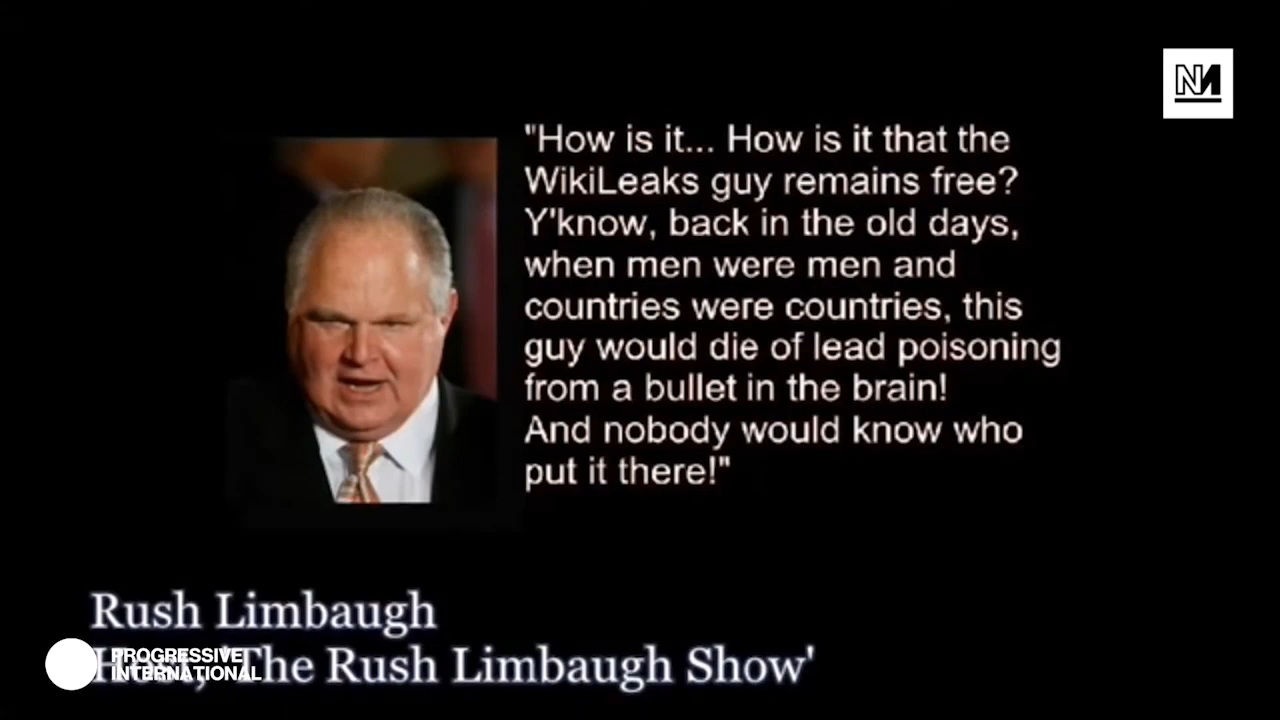 NM
"How is it... How is it that the
WikiLeaks guy remains free?
Y'know, back in the old days,
when men were men and
countries were countries, this
guy would die of lead poisoning
from a bullet in the brain!
And nobody would know who
put it there!"
Rush Limbaugh
Host, 'The Rush Limbaugh Show'
PROGRESSIVE
INTERNATIONAL